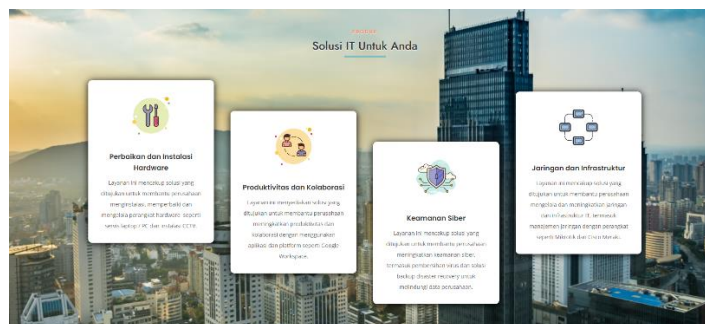 Solusi IT Untuk Anda
Perbaikan dan Instalasi
Hardware
Layanan ini mencakup solusi yang
ditujukan untuk membantu perusahaan
menginstalasi, memperbaiki dan
mengelola perangkat hardware seperti
servis laptop / PC dan instalasi CCTV.
Produktivitas dan Kolaborasi
Layanan ini menyediakan solusi yang
ditujukan untuk membantu perusahaan
meningkatkan produktivitas dan
kolaborasi dengan menggunakan
aplikasi dan platform seperti Google
Workspace.
Keamanan Siber
Layanan ini mencakup solusi yang
ditujukan untuk membantu perusahaan
meningkatkan keamanan siber,
termasuk pembersihan virus dan solusi
backup disaster recovery untuk
melindungi data perusahaan.
Jaringan dan Infrastruktur
Layanan ini mencakup solusi yang
ditujukan untuk membantu perusahaan
mengelola dan meningkatkan jaringan
dan infrastruktur IT, termasuk
manajemen jaringan dengan perangkat
seperti Mikrotik dan Cisco Meraki.